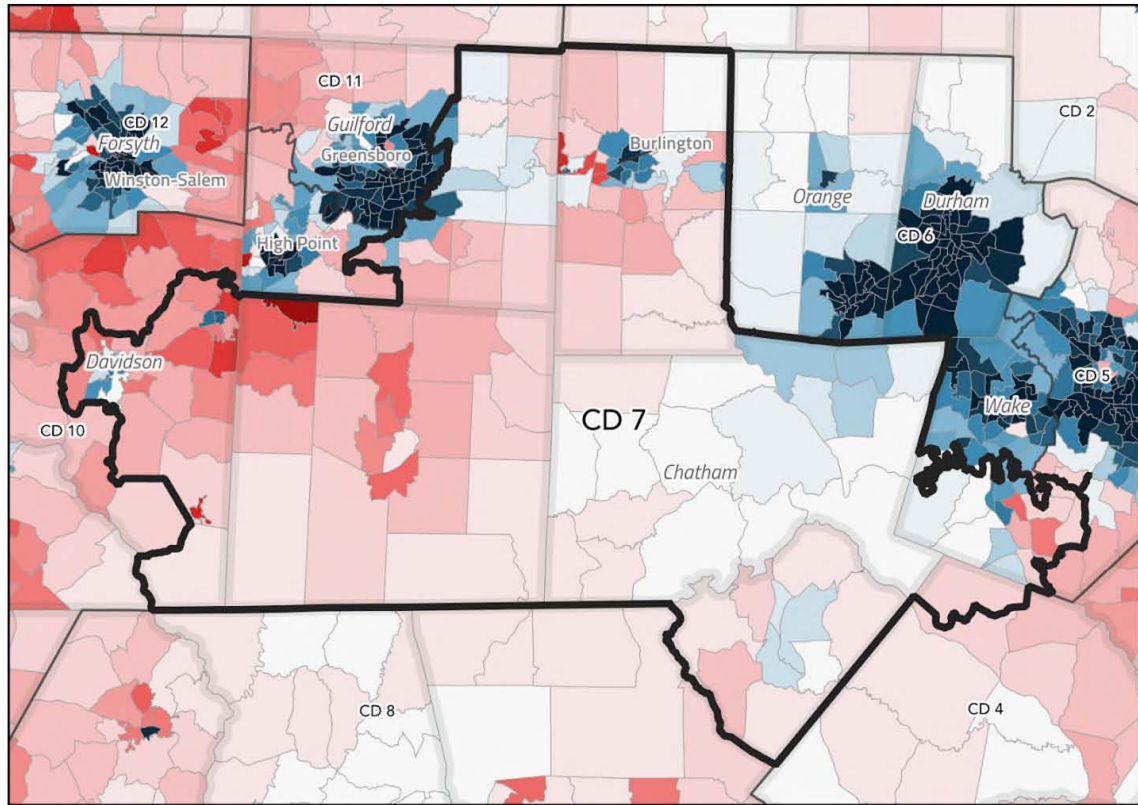 CD 11
CD 12
Forsyth
Guilford
Greensboro
Burlington
CD 2
Winston-Salem
Orange
Durham
CD 6
High Point
Davidson
CD 5
Wake
CD 10
CD 7
Chatham
CD 8
CD 4